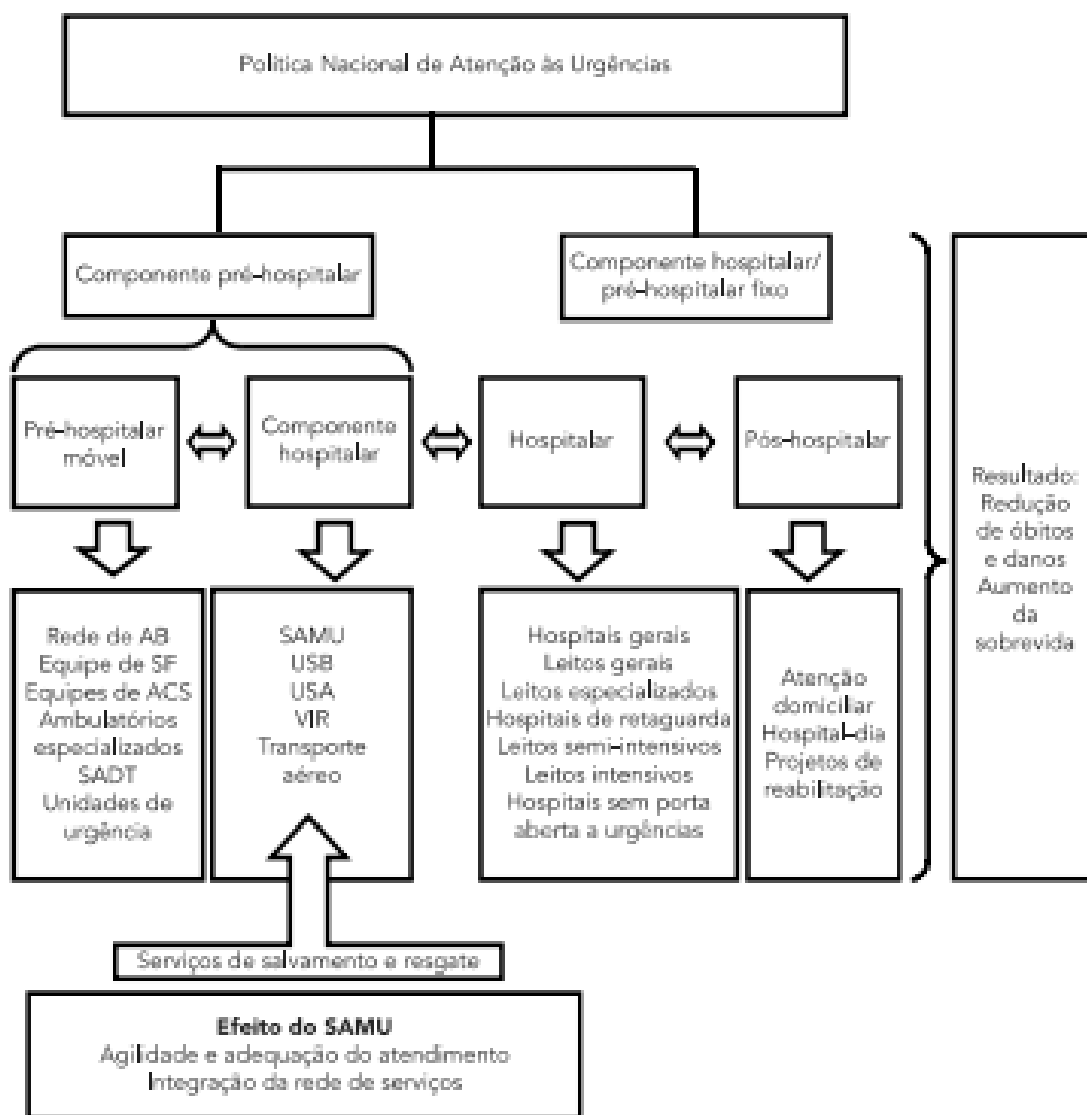 Política Nacional de Atenção às Urgências
Componente pré-hospitalar
Componente hospitalar/
pré-hospitalar fixo
Pré-hospitalar
móvel
Componente
hospitalar
Hospitalar
Pós-hospitalar
Rede de AB
Equipe de SF
Equipes de ACS
Ambulatórios
especializados
SADT
Unidades de
urgência
SAMU
USB
USA
VIR
Transporte
aéreo
Hospitais gerais
Leitos gerais
Leitos especializados
Hospitais de retaguarda
Leitos semi-intensivos
Leitos intensivos
Hospitais sem porta
aberta a urgências
Atenção
domiciliar
Hospital-dia
Projetos de
reabilitação
Resultado:
Redução
de óbitos
e danos
Aumento
da
sobrevida
Serviços de salvamento e resgate
Efeito do SAMU
Agilidade e adequação do atendimento
Integração da rede de serviços